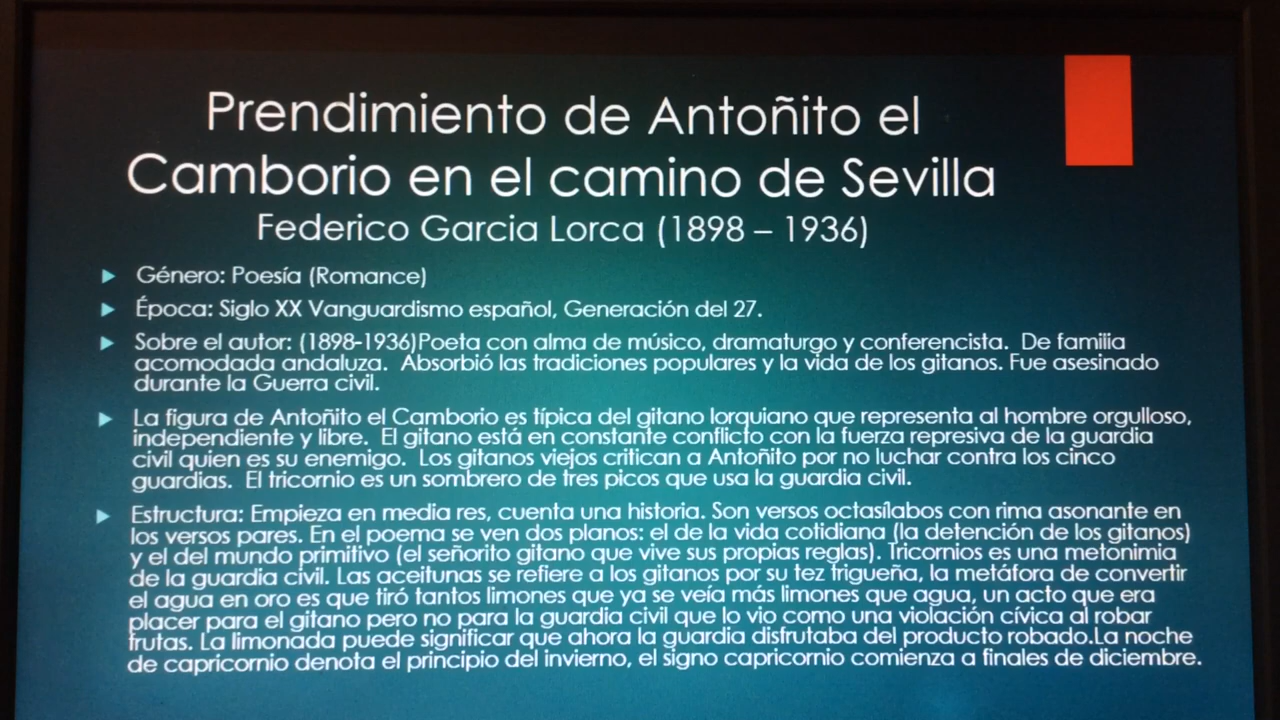 Prendimiento de Antoñito el
Camborio en el camino de Sevilla
Federico Garcia Lorca (1898 – 1936)
Género: Poesía (Romance)
Época: Siglo XX Vanguardismo español, Generación del 27.
Sobre el autor: (1898-1936)Poeta con alma de músico, dramaturgo y conferencista. De familia
acomodada andaluza. Absorbió las tradiciones populares y la vida de los gitanos. Fue asesinado
durante la Guerra civil.
La figura de Antoñito el Camborio es típica del gitano lorquiano que representa al hombre orgulloso,
independiente y libre. El gitano está en constante conflicto con la fuerza represiva de la guardia
civil quien es su enemigo. Los gitanos viejos critican a Antoñito por no luchar contra los cinco
guardias. El tricornio es un sombrero de tres picos que usa la guardia civil.
Estructura: Empieza en media res, cuenta una historia. Son versos octasílabos con rima asonante en
los versos pares. En el poema se ven dos planos: el de la vida cotidiana (la detención de los gitanos)
y el del mundo primitivo (el señorito gitano que vive sus propias reglas). Tricornios es una metonimia
de la guardia civil. Las aceitunas se refiere a los gitanos por su tez trigueña, la metáfora de convertir
el agua en oro es que tiró tantos limones que ya se veía más limones que agua, un acto que era
placer para el gitano pero no para la guardia civil que lo vio como una violación cívica al robar
frutas. La limonada puede significar que ahora la guardia disfrutaba del producto robado.La noche
de capricornio denota el principio del invierno, el signo capricornio comienza a finales de diciembre.